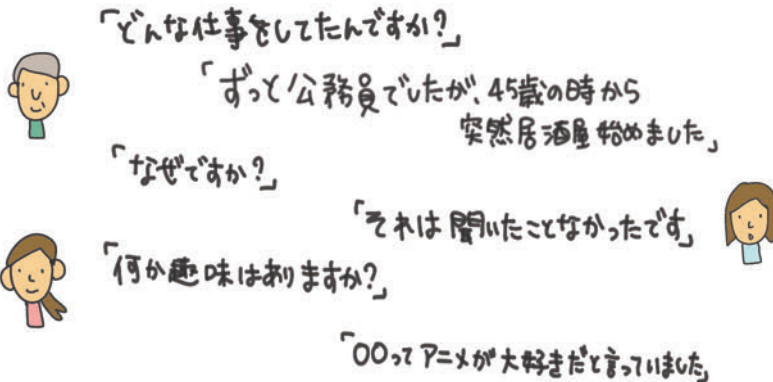 「どんな仕事をしてたんですか?」
「ずっと公務員でしたが、45歳の時から
突然居酒屋始めました」
「なぜですか?」
「それは聞いたことなかったです」
「何か趣味はありますか?」
「〇〇ってアニメが大好きだと言っていました」